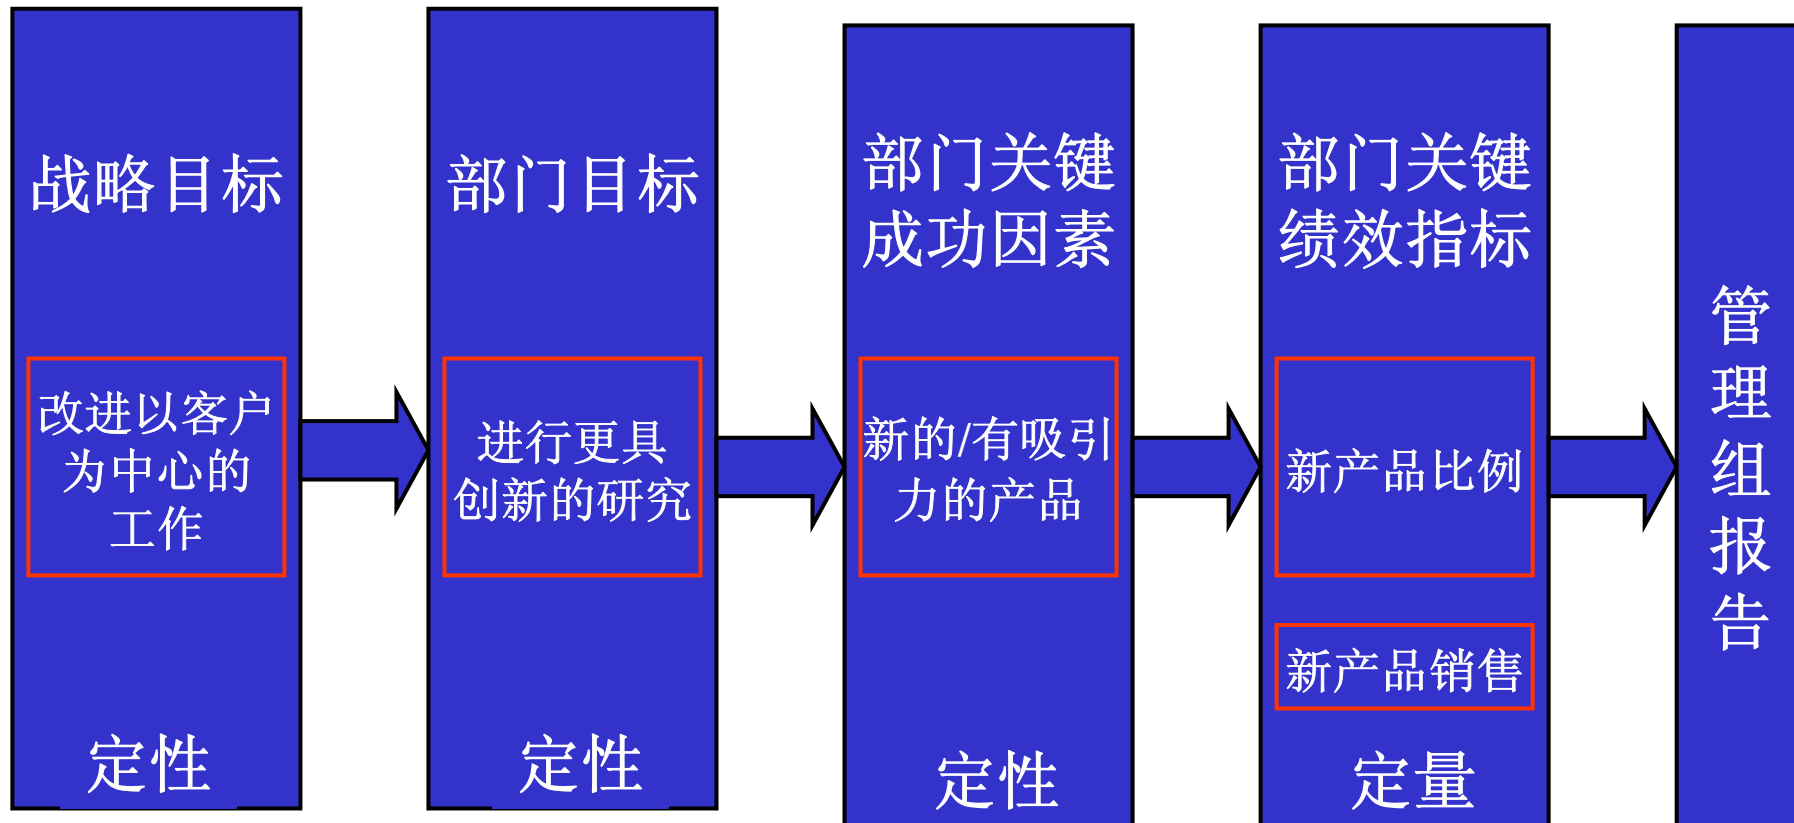 战略目标
改进以客户
为中心的
工作
定性
部门目标
进行更具
创新的研究
定性
部门关键
成功因素
新的/有吸引
力的产品
定性
部门关键
绩效指标
新产品比例
新产品销售
定量
管
理
组
报
告